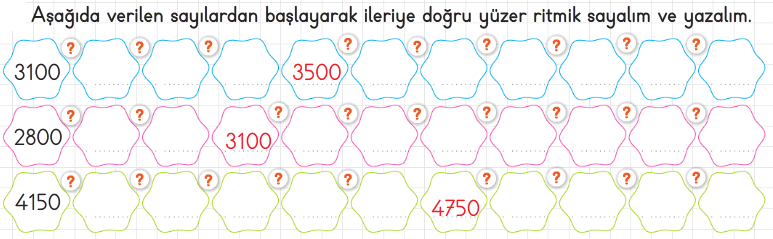 Aşağıda verilen sayılardan başlayarak ileriye doğru yüzer ritmik sayalım ve yazalım.
? ? ? ? ? ? ? ? ?
3100 3500
? ? ? ? ? ? ? ? ?
2800 3100
? ? ? ? ? ? ? ? ?
4150 4750